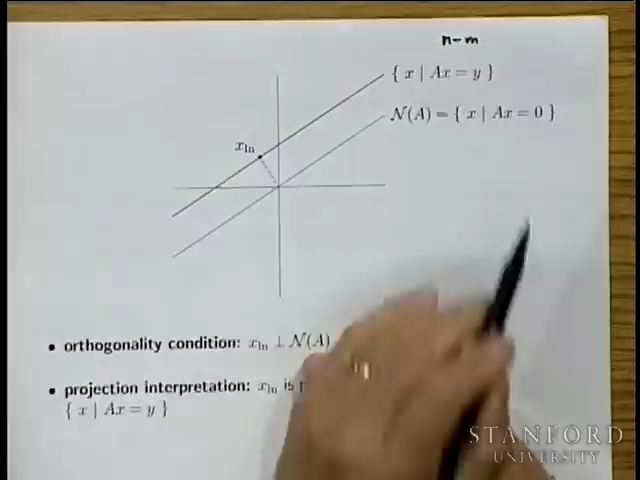 n-m
{ x | Ax = y }
𝒩(A) = { x | Ax = 0 }
x_ln
• orthogonality condition: x_ln ⊥ 𝒩(A)
• projection interpretation: x_ln is
{ x | Ax = y }
STANFORD
UNIVERSITY